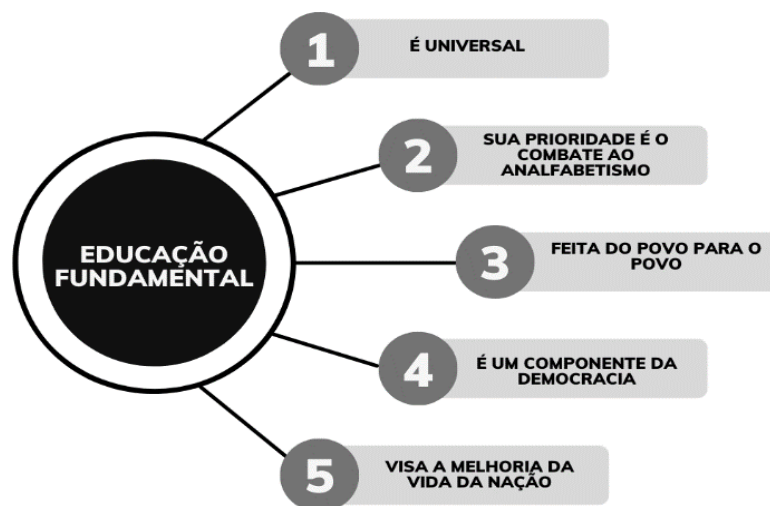 EDUCAÇÃO
FUNDAMENTAL
1
É UNIVERSAL
2
SUA PRIORIDADE É O
COMBATE AO
ANALFABETISMO
3
FEITA DO POVO PARA O
POVO
4
É UM COMPONENTE DA
DEMOCRACIA
5
VISA A MELHORIA DA
VIDA DA NAÇÃO